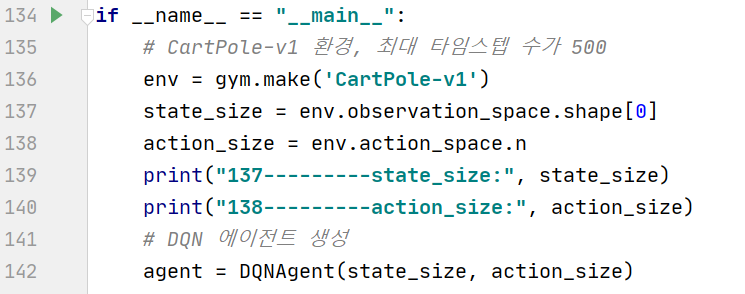 134 if __name__ == "__main__":
135 # CartPole-v1 환경, 최대 타임스텝 수가 500
136 env = gym.make('CartPole-v1')
137 state_size = env.observation_space.shape[0]
138 action_size = env.action_space.n
139 print("137---------state_size:", state_size)
140 print("138---------action_size:", action_size)
141 # DQN 에이전트 생성
142 agent = DQNAgent(state_size, action_size)